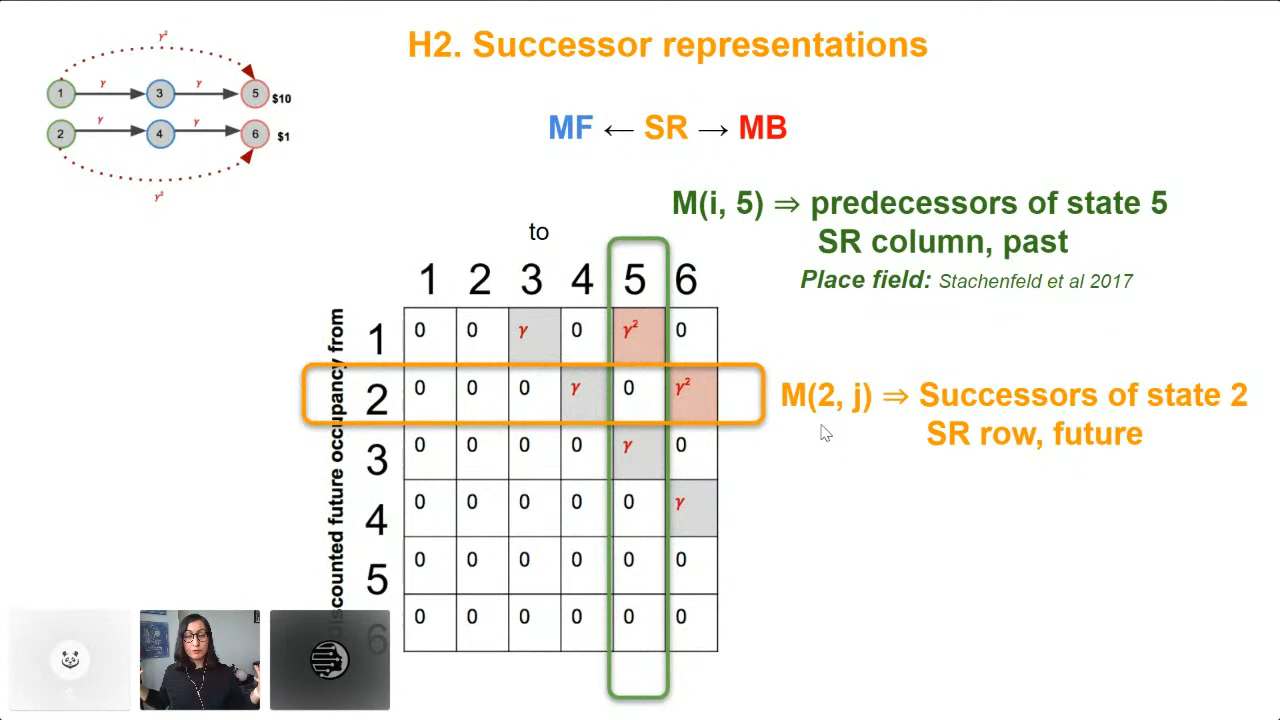 H2. Successor representations
γ²
γ γ
1 3 5 $10
γ γ
2 4 6 $1
γ²
MF ← SR → MB
M(i, 5) ⇒ predecessors of state 5
SR column, past
Place field: Stachenfeld et al 2017
to
1 2 3 4 5 6
discounted future occupancy from
1 0 0 γ 0 γ² 0
2 0 0 0 γ 0 γ²
3 0 0 0 0 γ 0
4 0 0 0 0 0 γ
5 0 0 0 0 0 0
6 0 0 0 0 0 0
M(2, j) ⇒ Successors of state 2
SR row, future